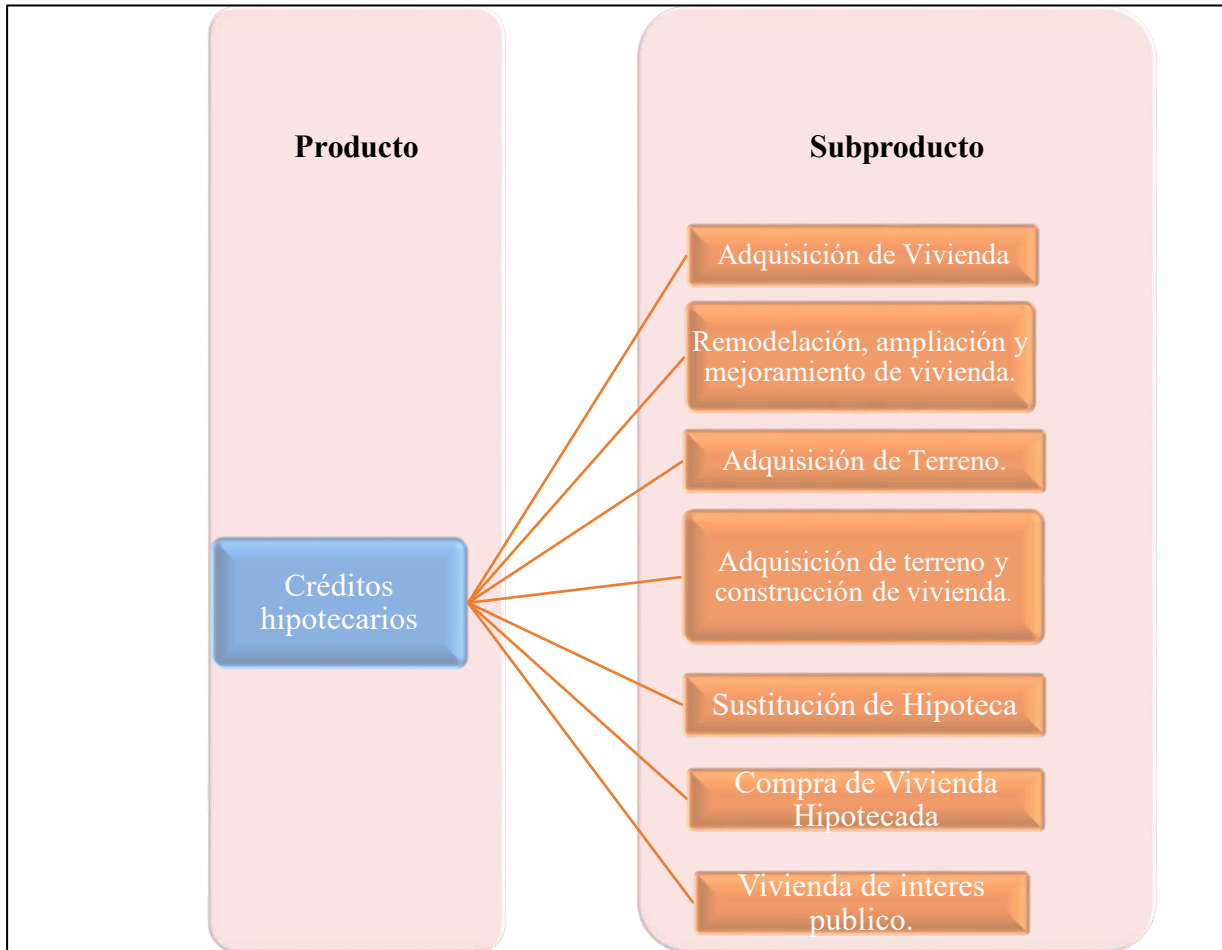 Producto
Subproducto
Créditos
hipotecarios
Adquisición de Vivienda
Remodelación, ampliación y
mejoramiento de vivienda.
Adquisición de Terreno.
Adquisición de terreno y
construcción de vivienda.
Sustitución de Hipoteca
Compra de Vivienda
Hipotecada
Vivienda de interes
publico.